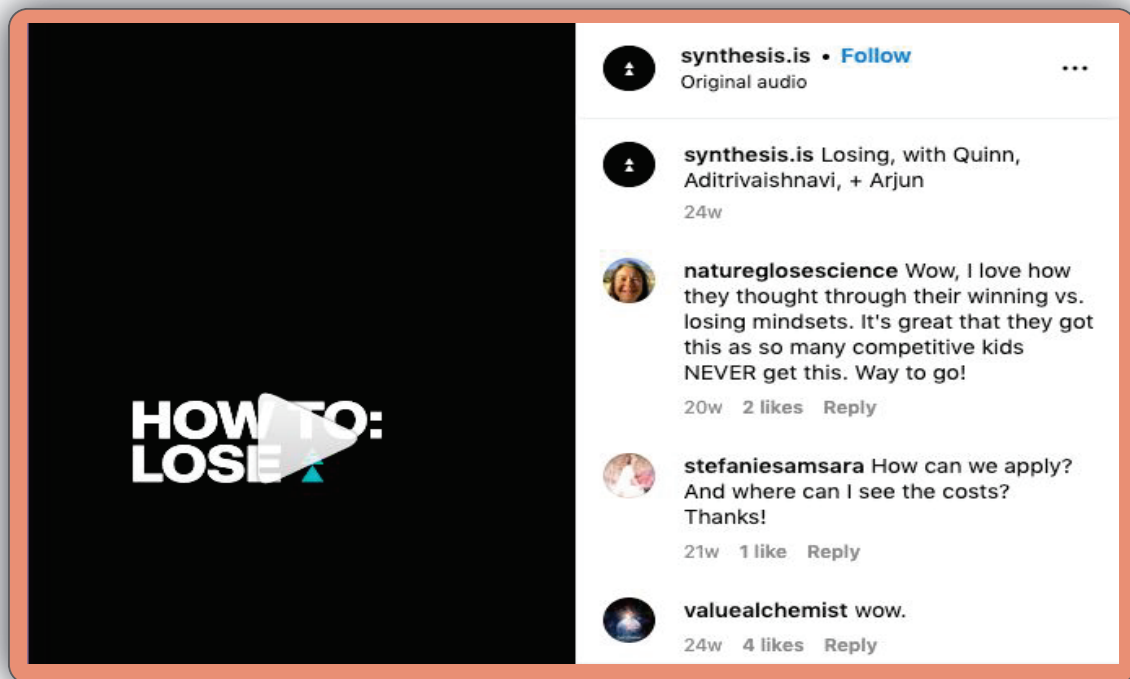 HOW TO:
LOSE
synthesis.is • Follow
Original audio
synthesis.is Losing, with Quinn,
Aditrivaishnavi, + Arjun
24w
natureglosescience Wow, I love how
they thought through their winning vs.
losing mindsets. It's great that they got
this as so many competitive kids
NEVER get this. Way to go!
20w 2 likes Reply
stefaniesamsara How can we apply?
And where can I see the costs?
Thanks!
21w 1 like Reply
valuealchemist wow.
24w 4 likes Reply